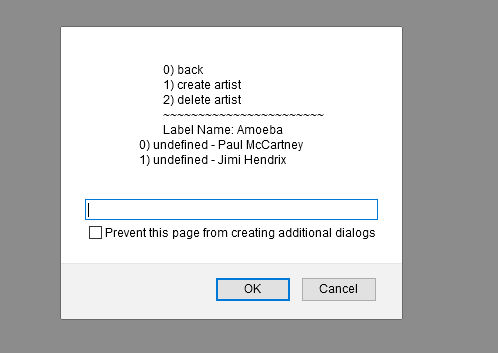 0) back
1) create artist
2) delete artist
~~~~~~~~~~~~~~~~~~~~~~~
Label Name: Amoeba
0) undefined - Paul McCartney
1) undefined - Jimi Hendrix
Prevent this page from creating additional dialogs
OK
Cancel